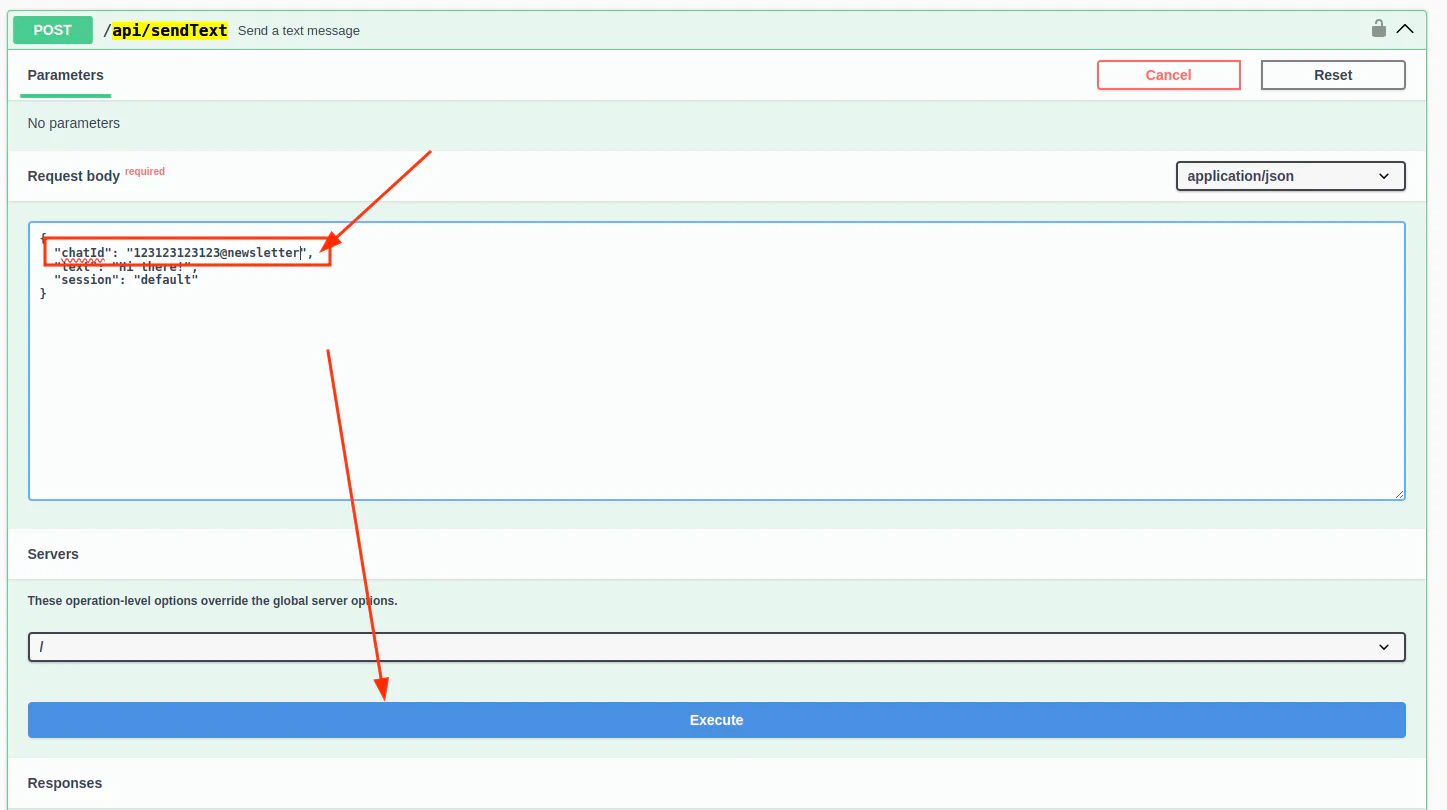 POST /api/sendText Send a text message
Parameters Cancel Reset
No parameters
Request body required application/json
{
"chatId": "123123123123@newsletter",
"text": "Hi there!",
"session": "default"
}
Servers
These operation-level options override the global server options.
/
Execute
Responses